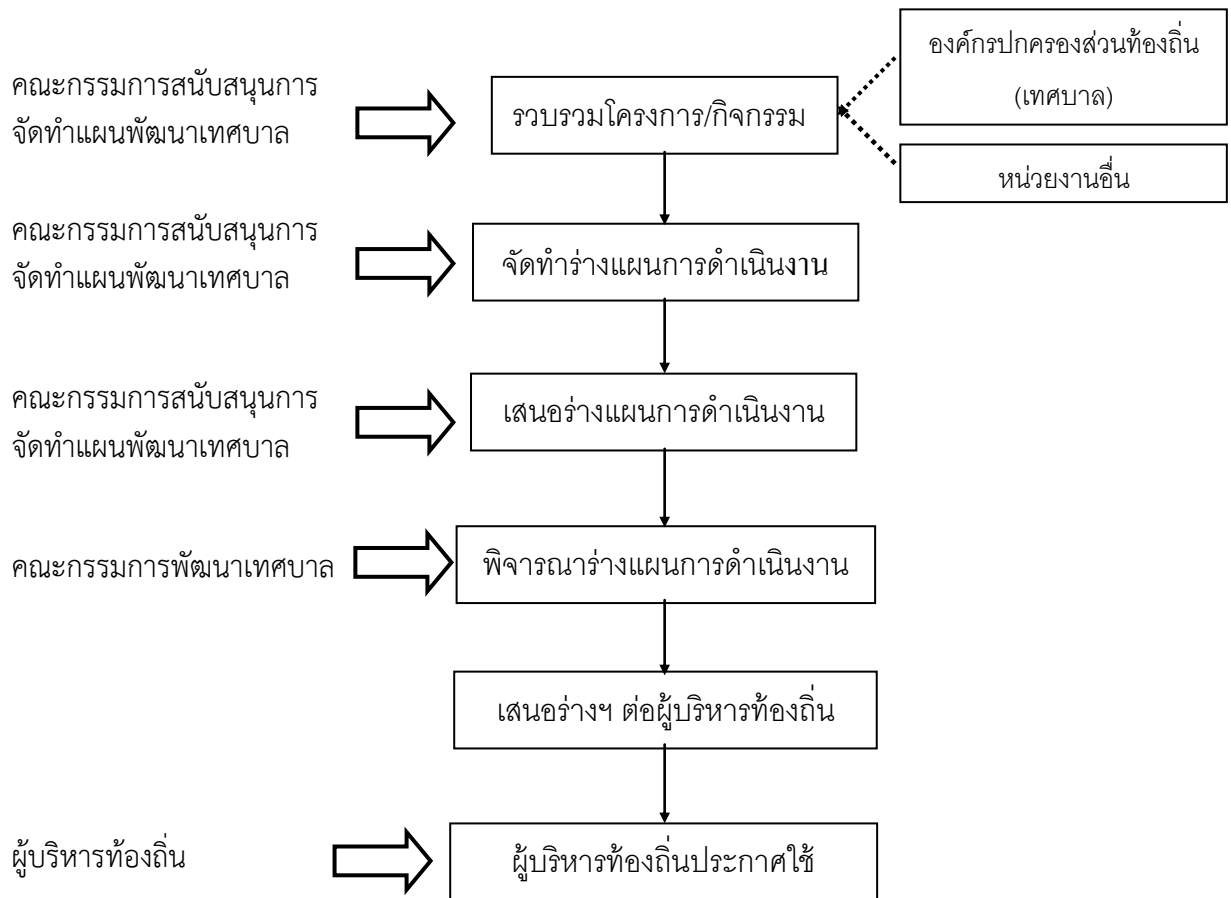 องค์กรปกครองส่วนท้องถิ่น
(เทศบาล)
คณะกรรมการสนับสนุนการ
จัดทำแผนพัฒนาเทศบาล
รวบรวมโครงการ/กิจกรรม
หน่วยงานอื่น
คณะกรรมการสนับสนุนการ
จัดทำแผนพัฒนาเทศบาล
จัดทำร่างแผนการดำเนินงาน
คณะกรรมการสนับสนุนการ
จัดทำแผนพัฒนาเทศบาล
เสนอร่างแผนการดำเนินงาน
คณะกรรมการพัฒนาเทศบาล
พิจารณาร่างแผนการดำเนินงาน
เสนอร่างฯ ต่อผู้บริหารท้องถิ่น
ผู้บริหารท้องถิ่น
ผู้บริหารท้องถิ่นประกาศใช้